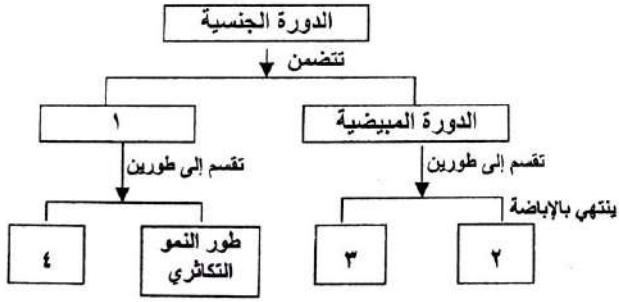 الدورة الجنسية
تتضمن
الدورة المبيضية
١
تقسم إلى طورين
تقسم إلى طورين
ينتهي بالإباضة
٢
٣
طور النمو
التكاثري
٤